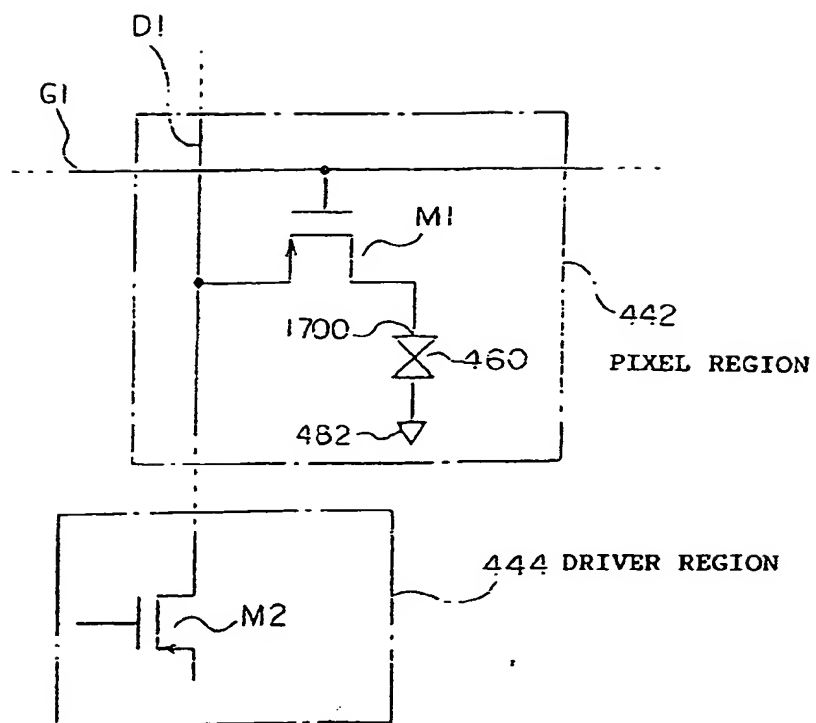 D1
G1
M1
1700
460
442
PIXEL REGION
482
444 DRIVER REGION
M2